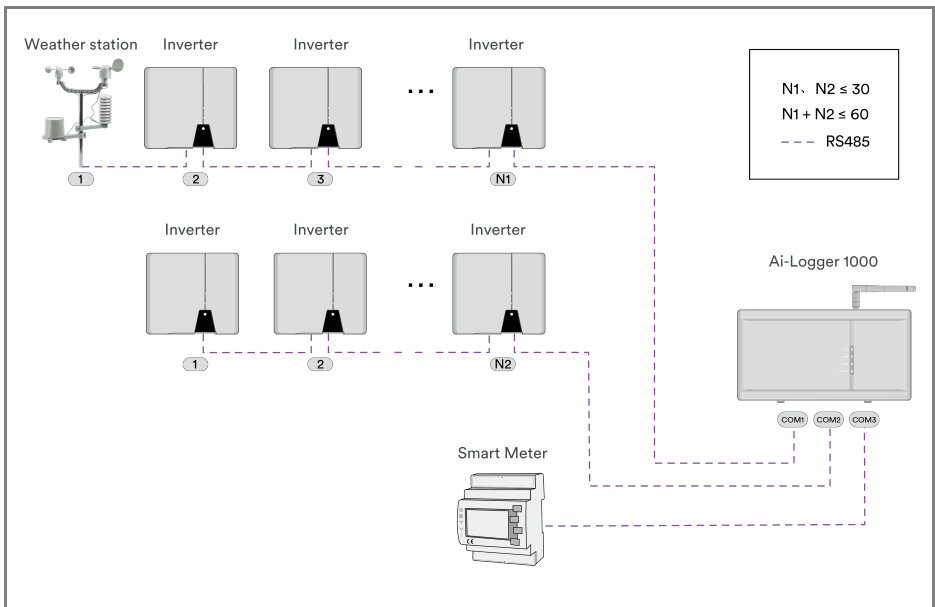 Weather station
Inverter
Inverter
Inverter
1
2
3
N1
N1、 N2 ≤ 30
N1 + N2 ≤ 60
RS485
Inverter
Inverter
Inverter
1
2
N2
Ai-Logger 1000
COM1
COM2
COM3
Smart Meter
CE